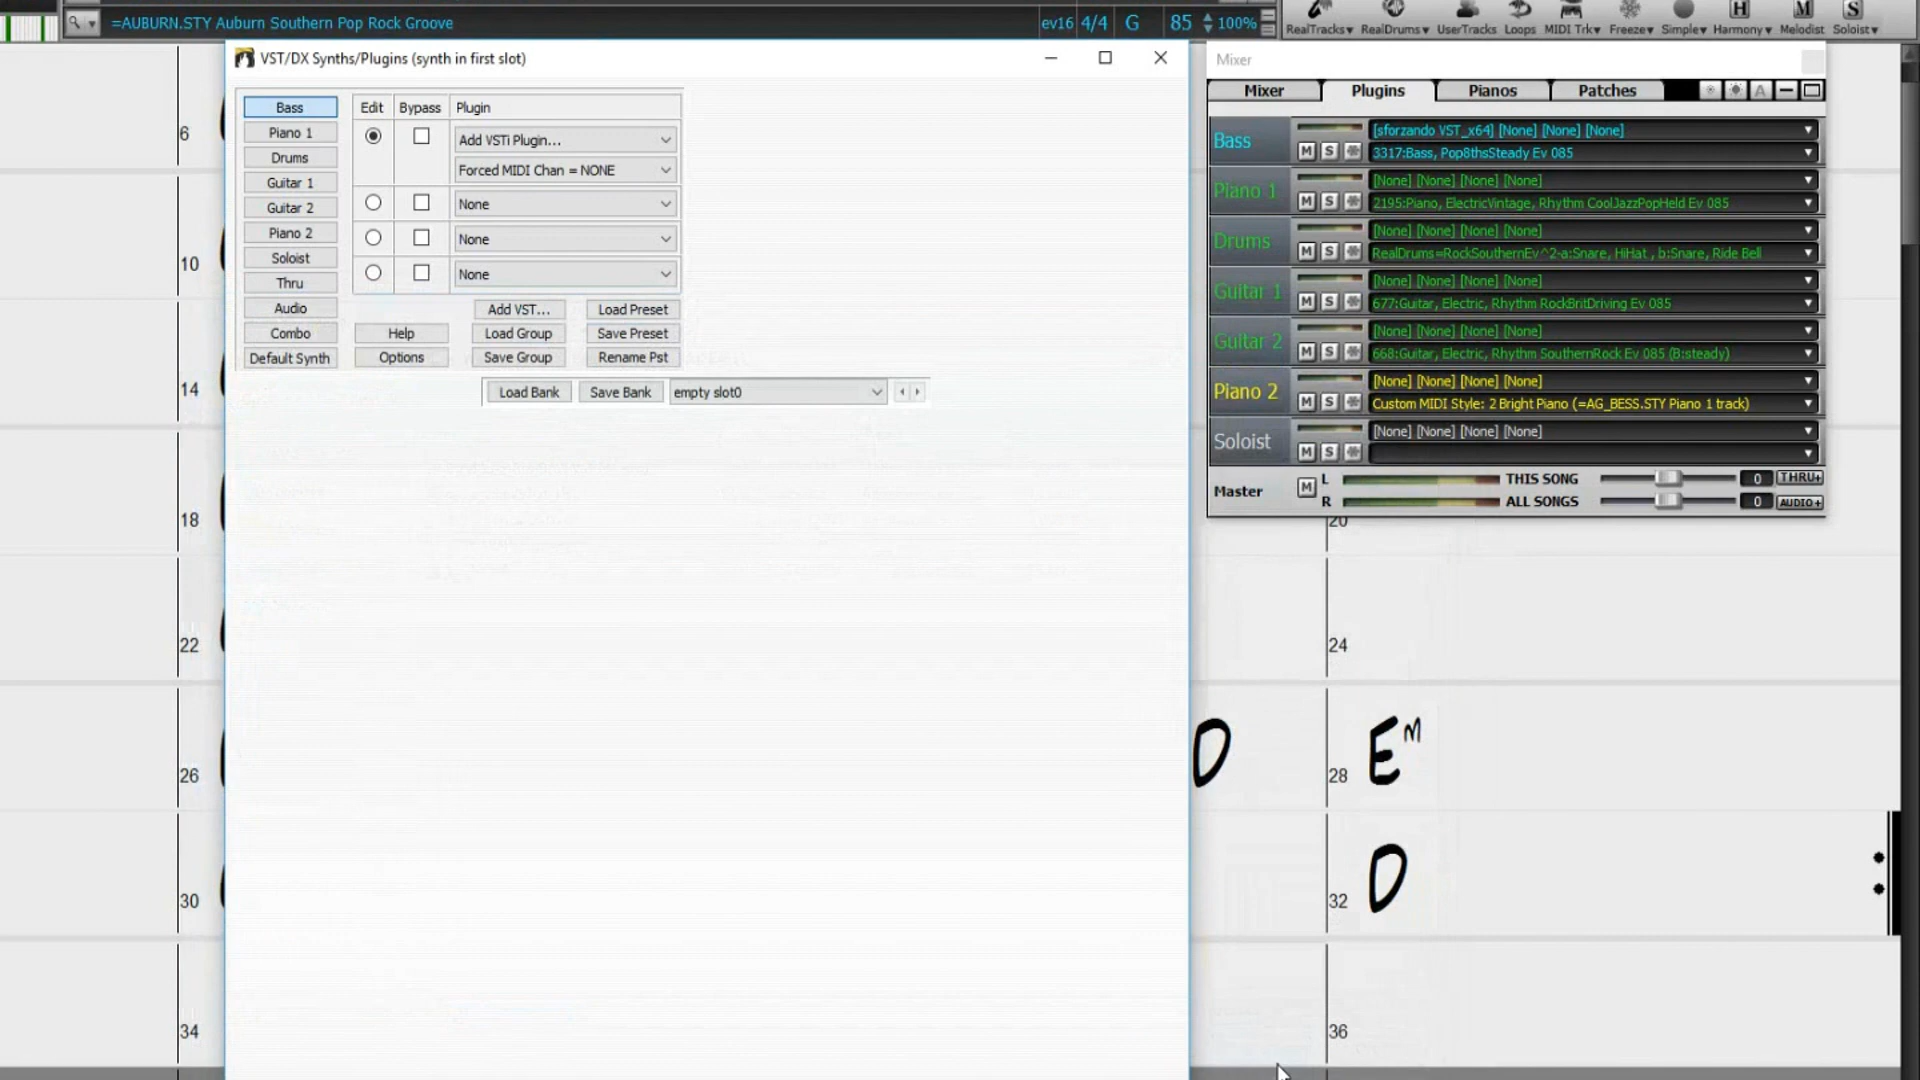 =AUBURN.STY Auburn Southern Pop Rock Groove
ev16 4/4 G 85 100%
RealTracks RealDrums UserTracks Loops MIDI Trk Freeze Simple Harmony Melodist Soloist
H M S
VST/DX Synths/Plugins (synth in first slot)
Bass
Piano 1
Drums
Guitar 1
Guitar 2
Piano 2
Soloist
Thru
Audio
Combo
Default Synth
Edit Bypass Plugin
Add VSTi Plugin...
Forced MIDI Chan = NONE
None
None
None
Add VST... Load Preset
Help Load Group Save Preset
Options Save Group Rename Pst
Load Bank Save Bank empty slot0
Mixer
Mixer Plugins Pianos Patches A
Bass M S [sforzando VST_x64] [None] [None] [None]
3317:Bass, Pop8thsSteady Ev 085
Piano 1 M S [None] [None] [None] [None]
2195:Piano, ElectricVintage, Rhythm CoolJazzPopHeld Ev 085
Drums M S [None] [None] [None] [None]
RealDrums=RockSouthernEv^2-a:Snare, HiHat , b:Snare, Ride Bell
Guitar 1 M S [None] [None] [None] [None]
677:Guitar, Electric, Rhythm RockBritDriving Ev 085
Guitar 2 M S [None] [None] [None] [None]
668:Guitar, Electric, Rhythm SouthernRock Ev 085 (B:steady)
Piano 2 M S [None] [None] [None] [None]
Custom MIDI Style: 2 Bright Piano (=AG_BESS.STY Piano 1 track)
Soloist M S [None] [None] [None] [None]
Master M L THIS SONG 0 THRU+
R ALL SONGS 0 AUDIO+
6
10
14
18 20
22 24
26 D 28 Em
30 32 D
34 36